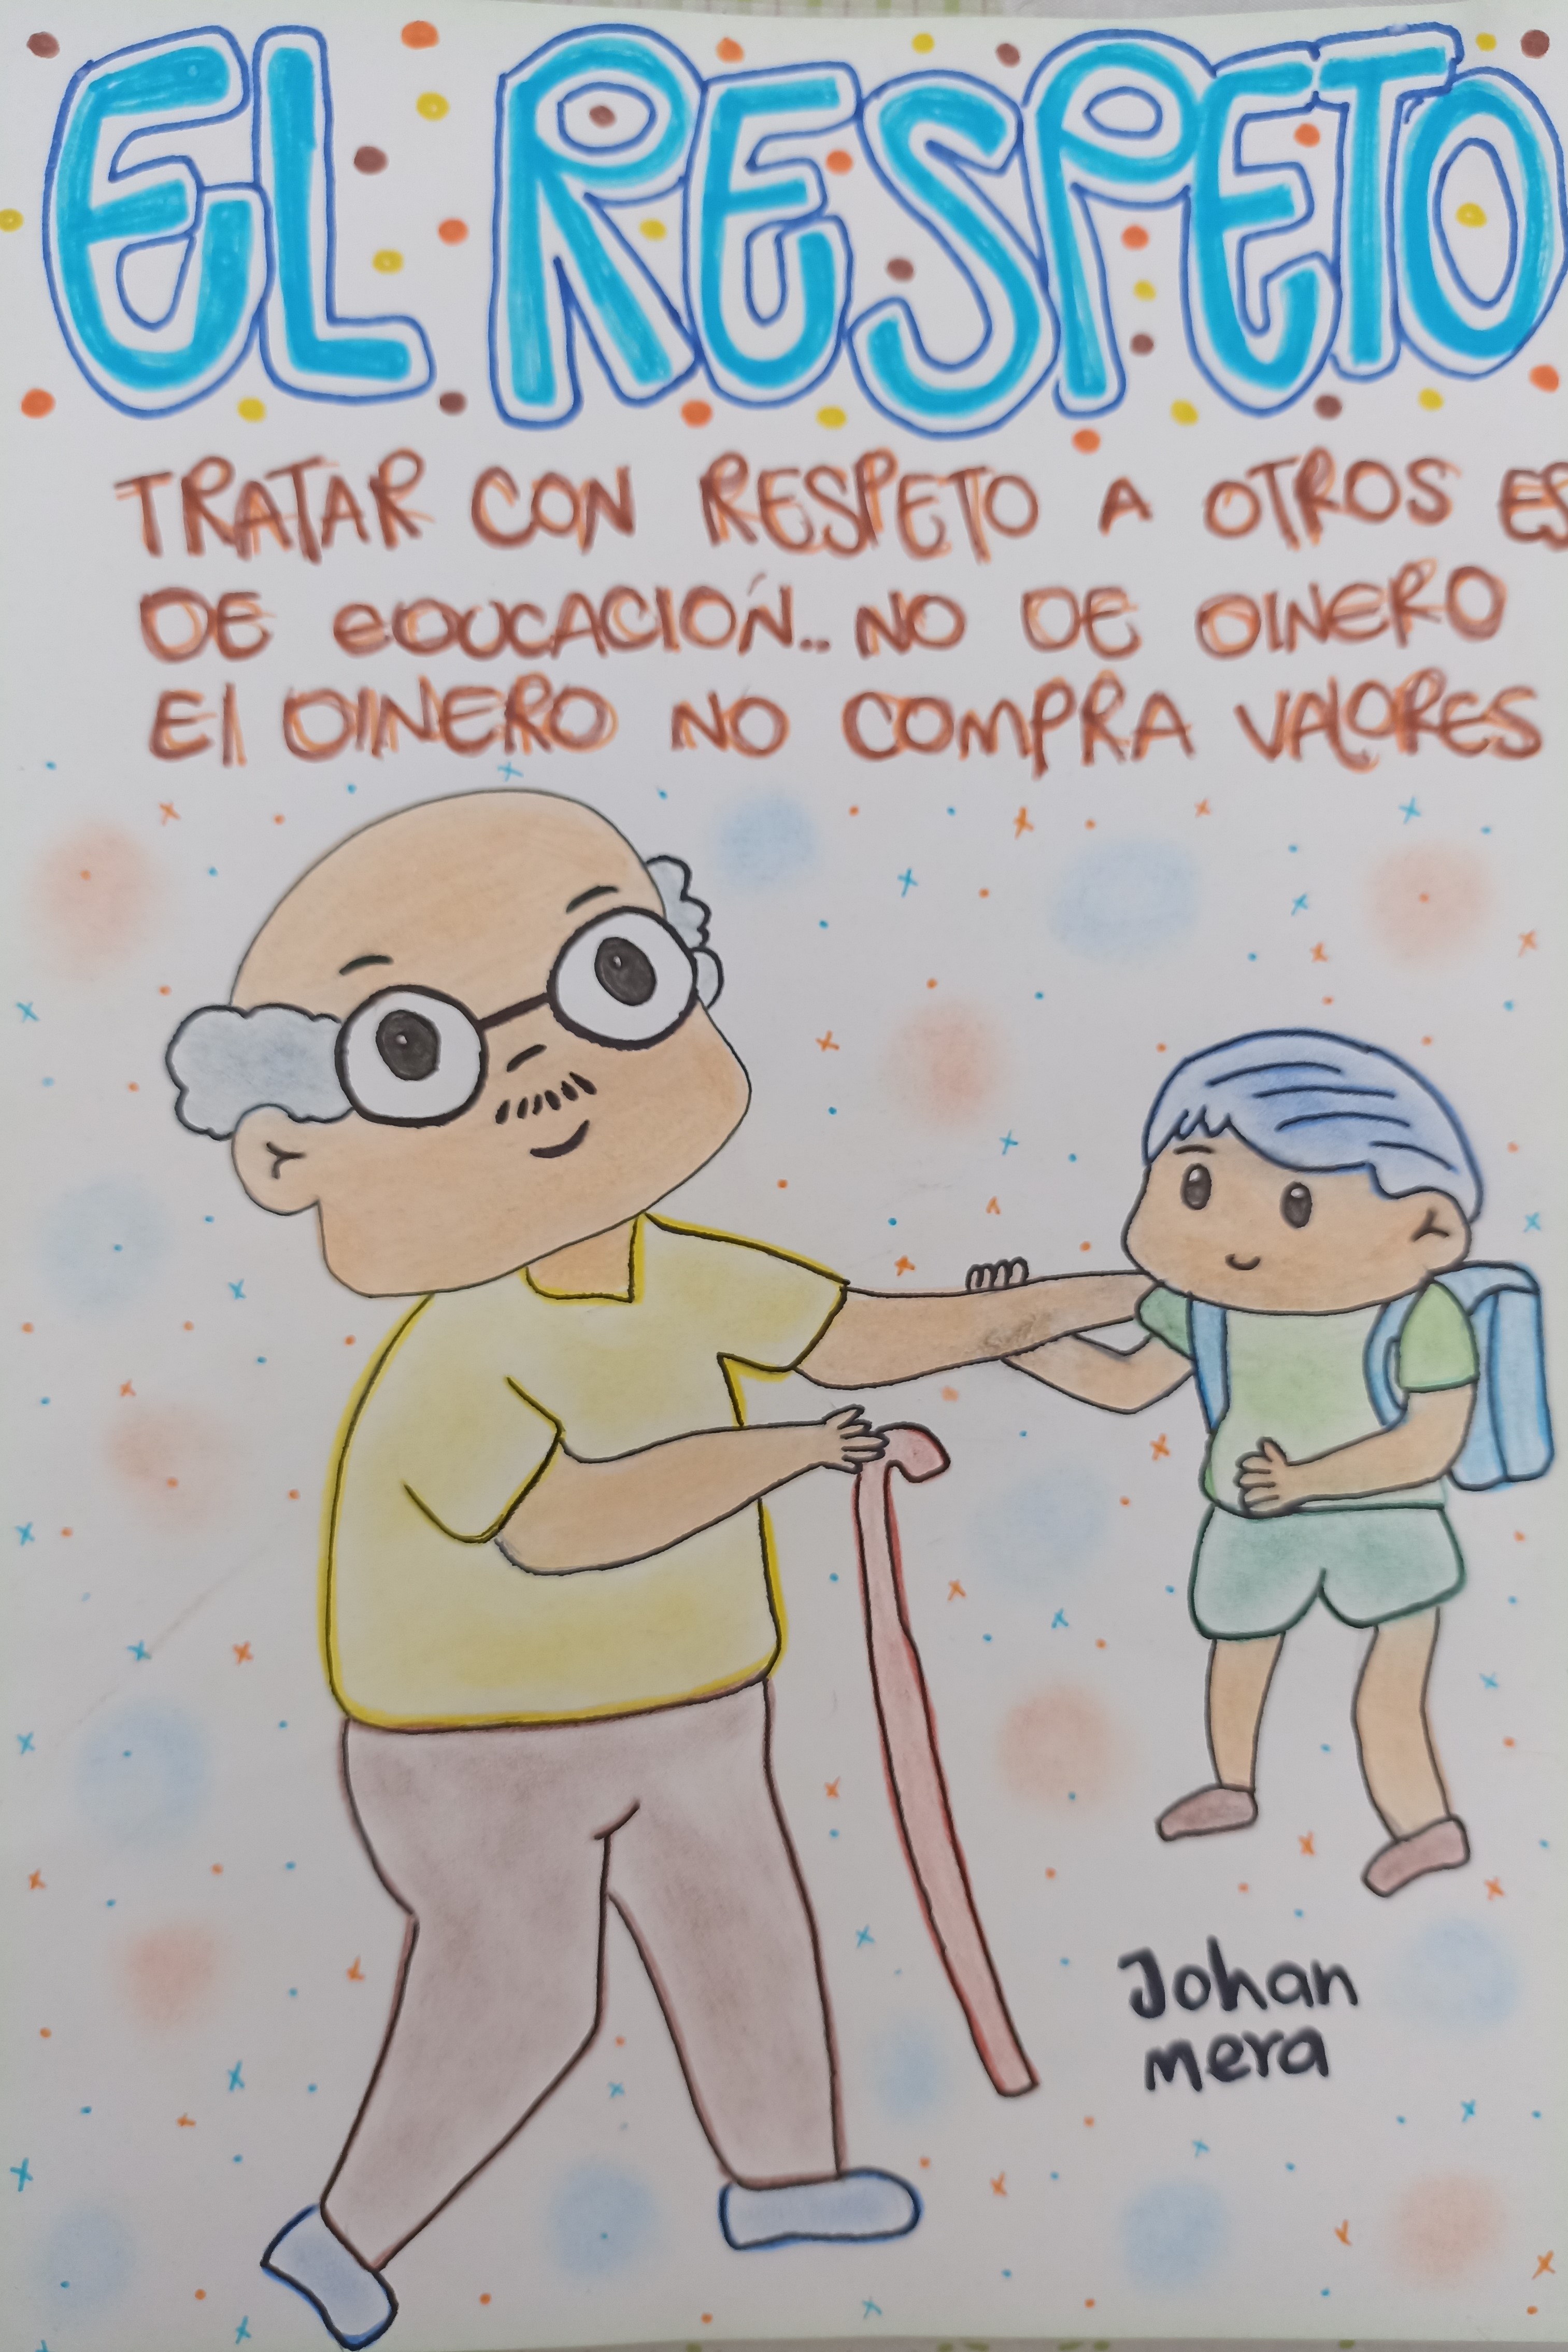 EL RESPETO
TRATAR CON RESPETO A OTROS ES
DE EDUCACIÓN.. NO DE DINERO
El DINERO NO COMPRA VALORES
Johan
mera